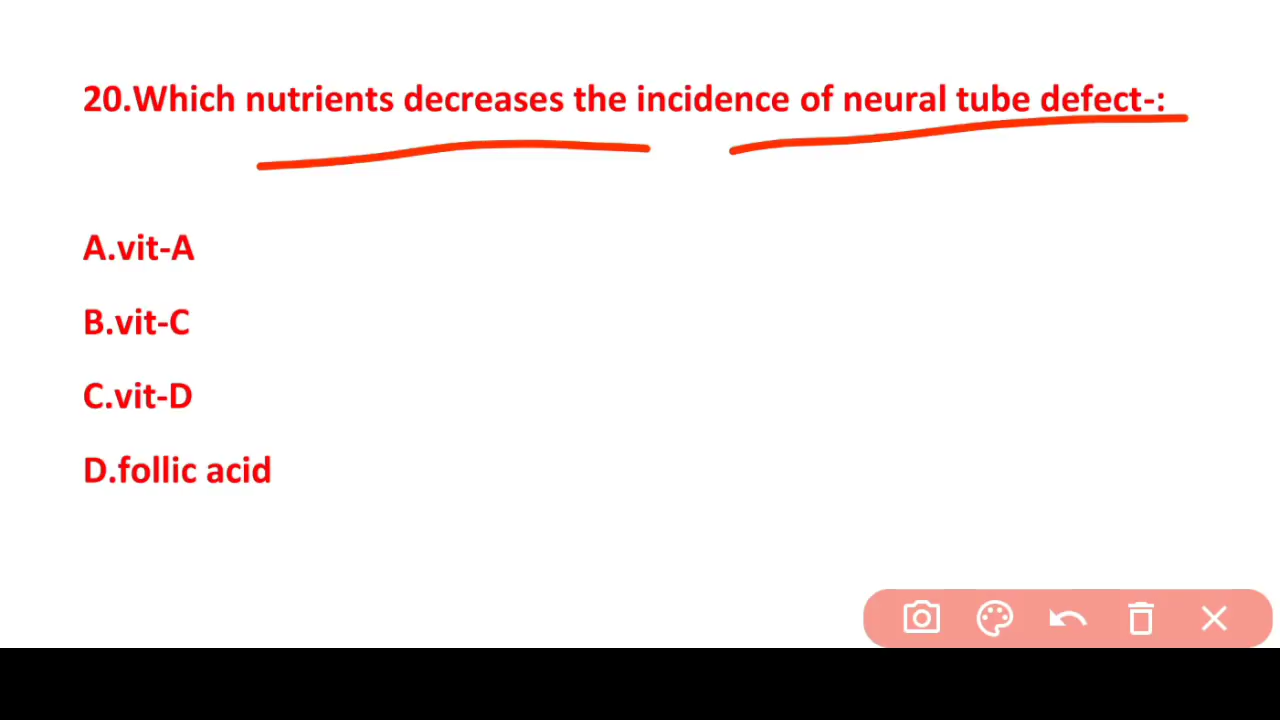 20.Which nutrients decreases the incidence of neural tube defect-:
A.vit-A
B.vit-C
C.vit-D
D.follic acid